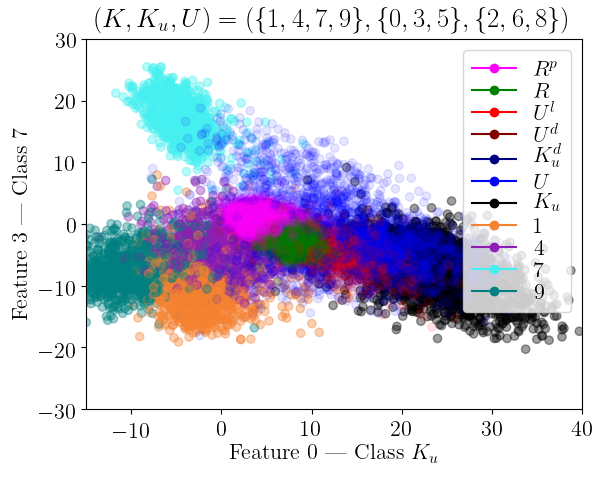 (K, K_u, U) = ({1, 4, 7, 9}, {0, 3, 5}, {2, 6, 8})
30
20
10
0
−10
−20
−30
Feature 3 — Class 7
R^p
R
U^l
U^d
K_u^d
U
K_u
1
4
7
9
−10
0
10
20
30
40
Feature 0 — Class K_u